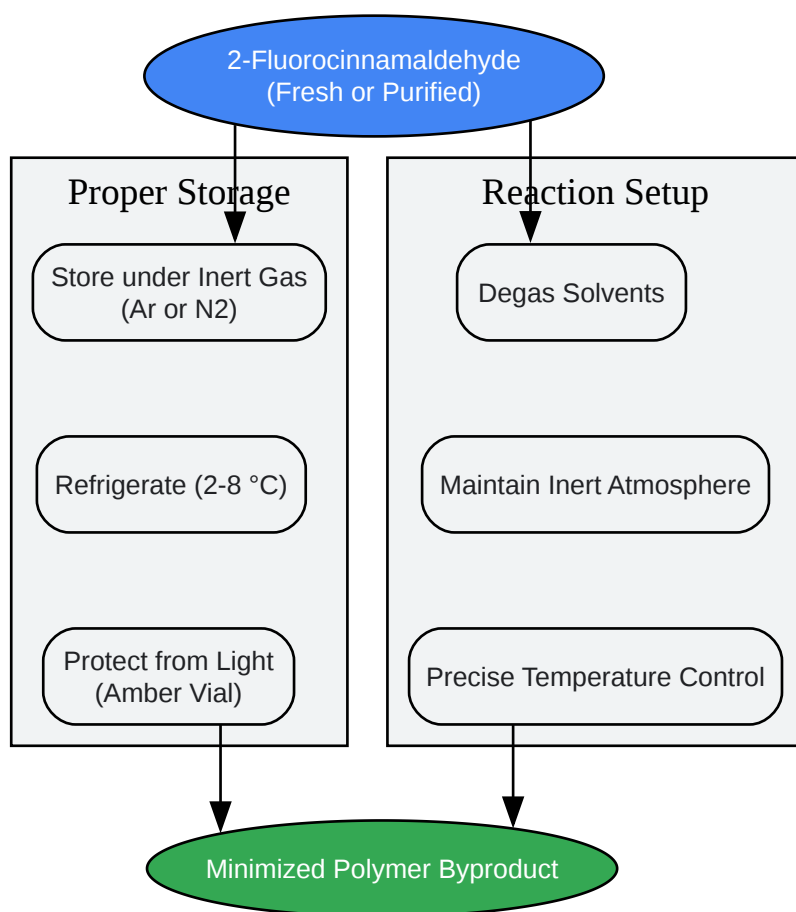 2-Fluorocinnamaldehyde
(Fresh or Purified)
Proper Storage
Store under Inert Gas
(Ar or N2)
Refrigerate (2-8 °C)
Protect from Light
(Amber Vial)
Reaction Setup
Degas Solvents
Maintain Inert Atmosphere
Precise Temperature Control
Minimized Polymer Byproduct